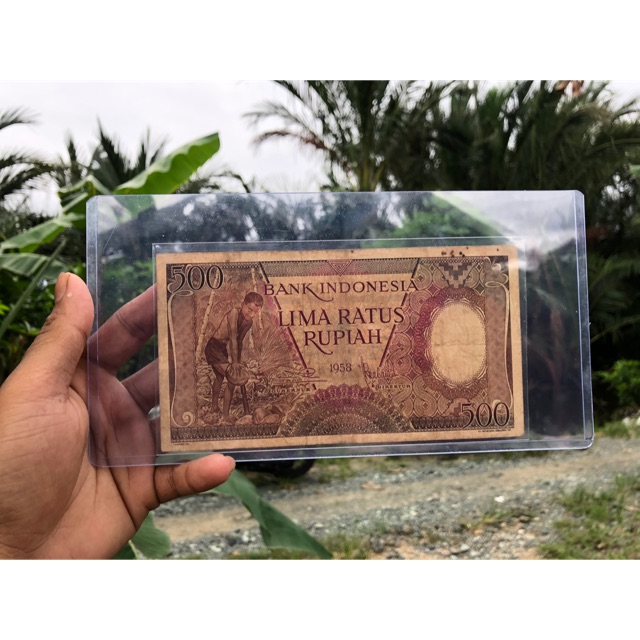 500
BANK INDONESIA
LIMA RATUS
RUPIAH
1958
500